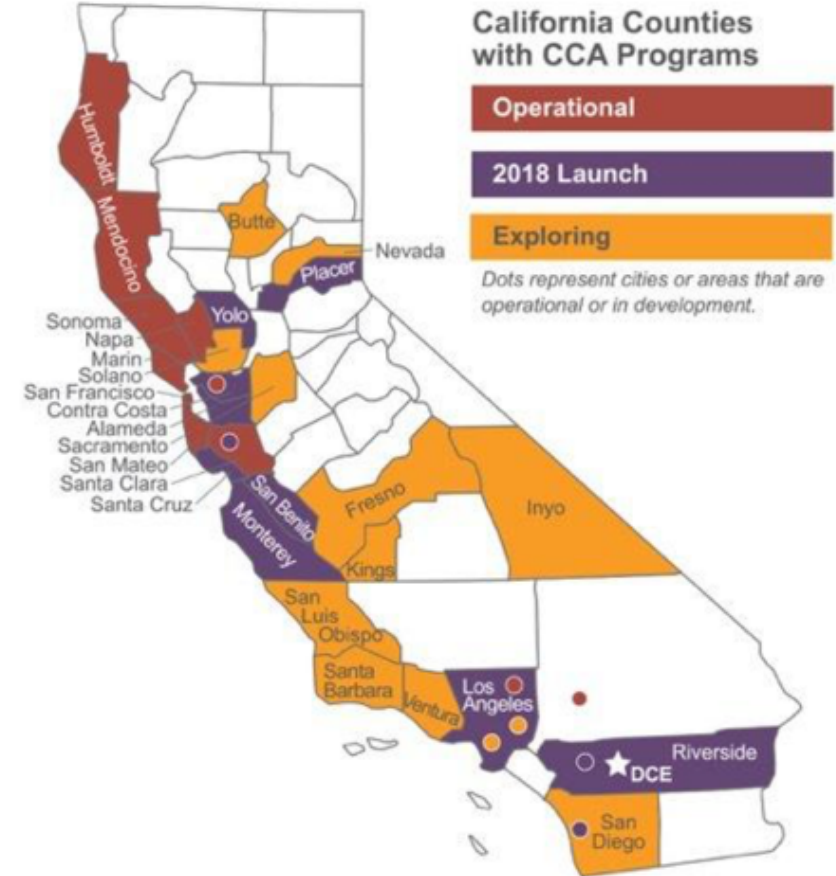 California Counties
with CCA Programs
Operational
2018 Launch
Exploring
Dots represent cities or areas that are
operational or in development.
Humboldt
Mendocino
Butte
Nevada
Placer
Yolo
Sonoma
Napa
Marin
Solano
San Francisco
Contra Costa
Alameda
Sacramento
San Mateo
Santa Clara
Santa Cruz
San Benito
Monterey
Fresno
Kings
Inyo
San
Luis
Obispo
Santa
Barbara
Ventura
Los
Angeles
Riverside
DCE
San
Diego